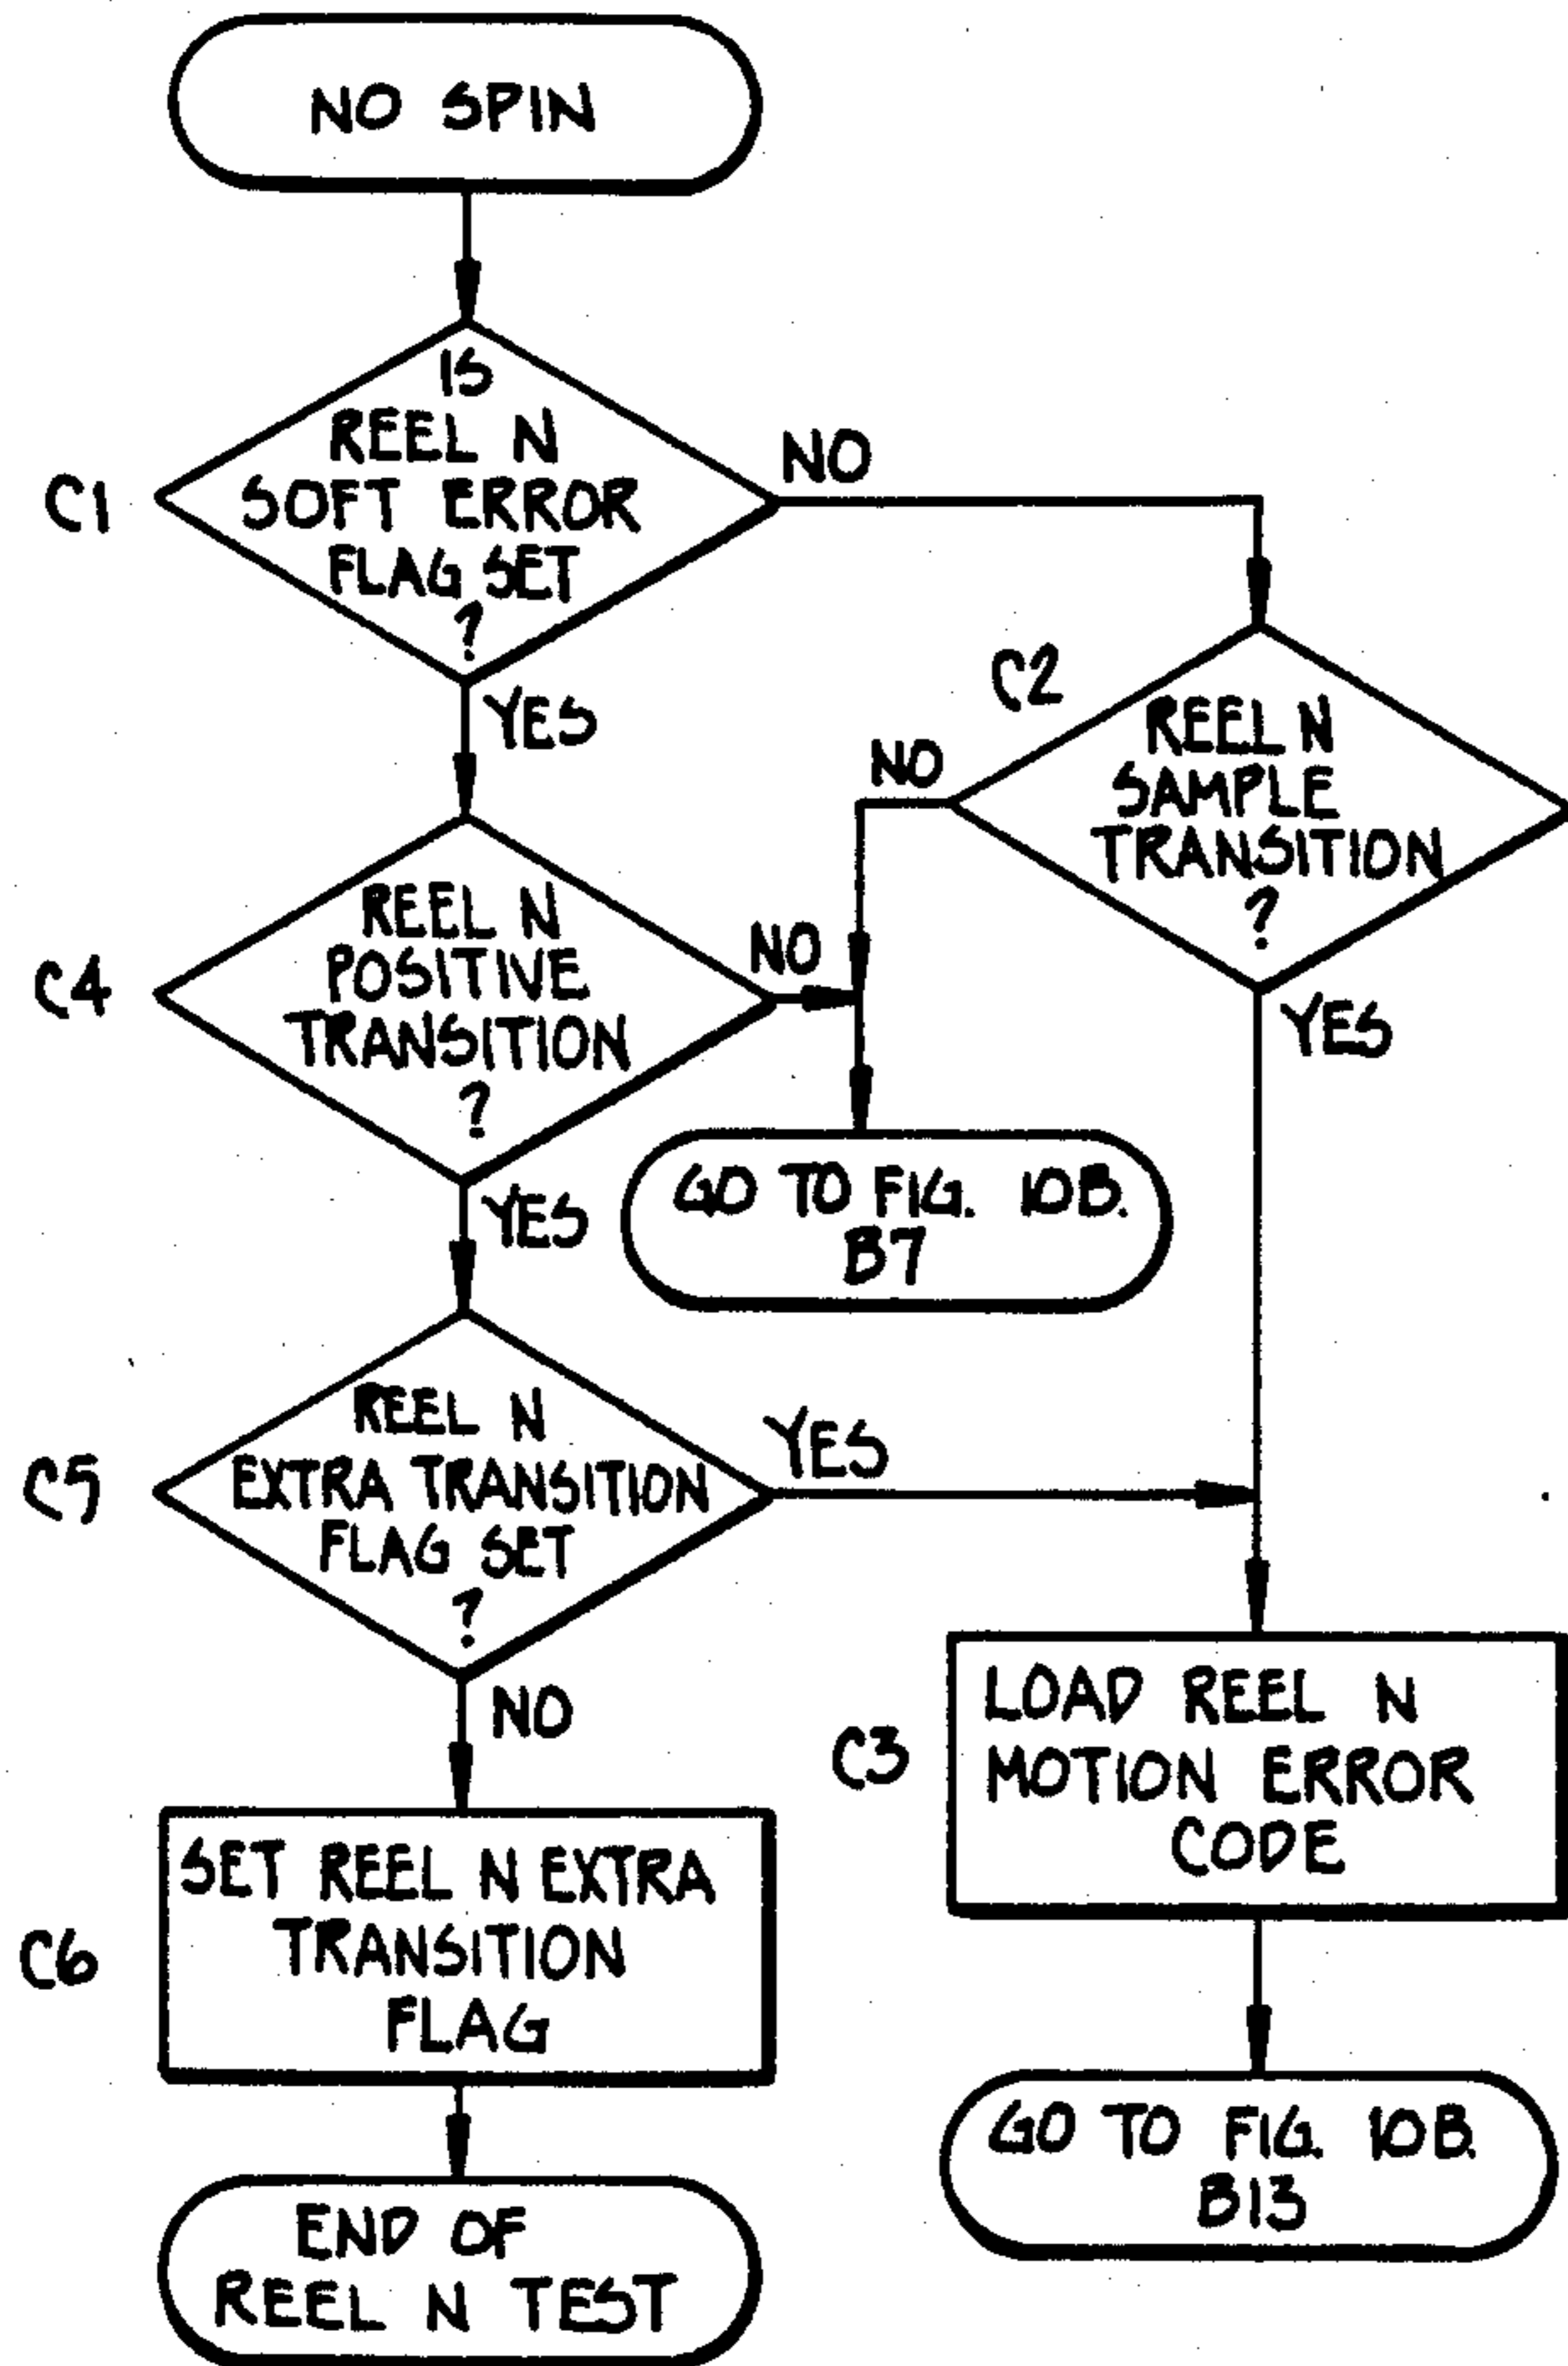 NO SPIN
C1
IS
REEL N
SOFT ERROR
FLAG SET
?
NO
YES
C2
REEL N
SAMPLE
TRANSITION
?
NO
YES
C4
REEL N
POSITIVE
TRANSITION
?
NO
YES
GO TO FIG. 10B.
B7
C5
REEL N
EXTRA TRANSITION
FLAG SET
?
YES
NO
C3
LOAD REEL N
MOTION ERROR
CODE
C6
SET REEL N EXTRA
TRANSITION
FLAG
GO TO FIG. 10B.
B13
END OF
REEL N TEST